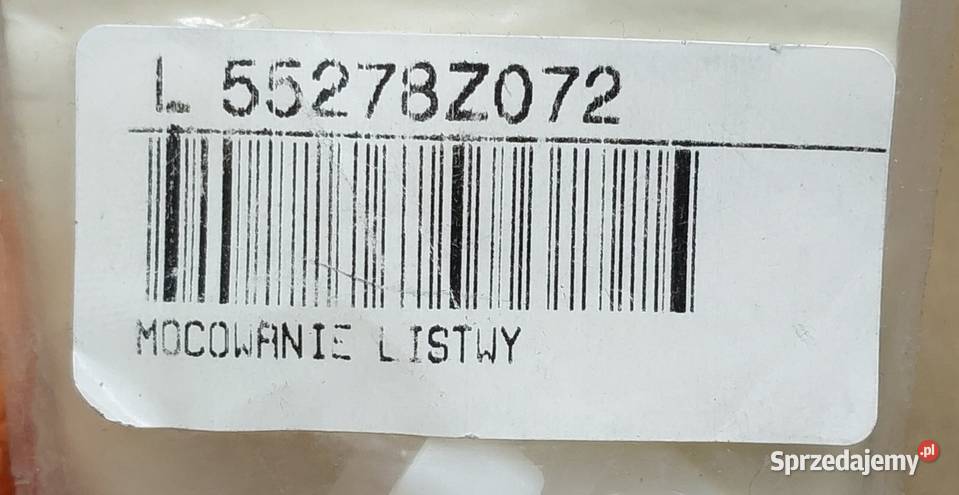 L 55278Z072
MOCOWANIE LISTWY
Sprzedajemy.pl